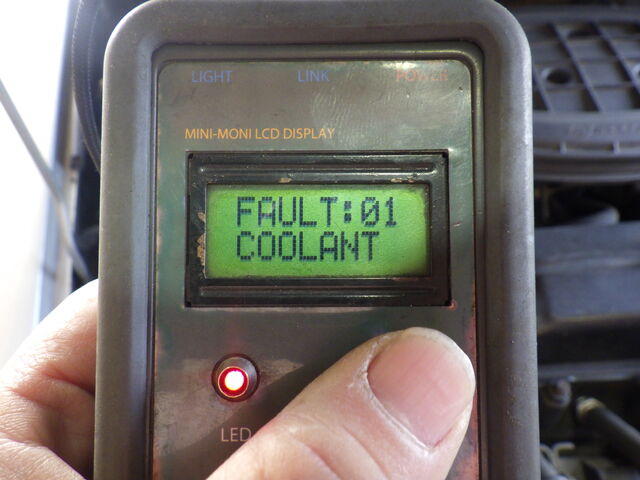 LIGHT LINK POWER
MINI-MONI LCD DISPLAY
FAULT:01
COOLANT
LED